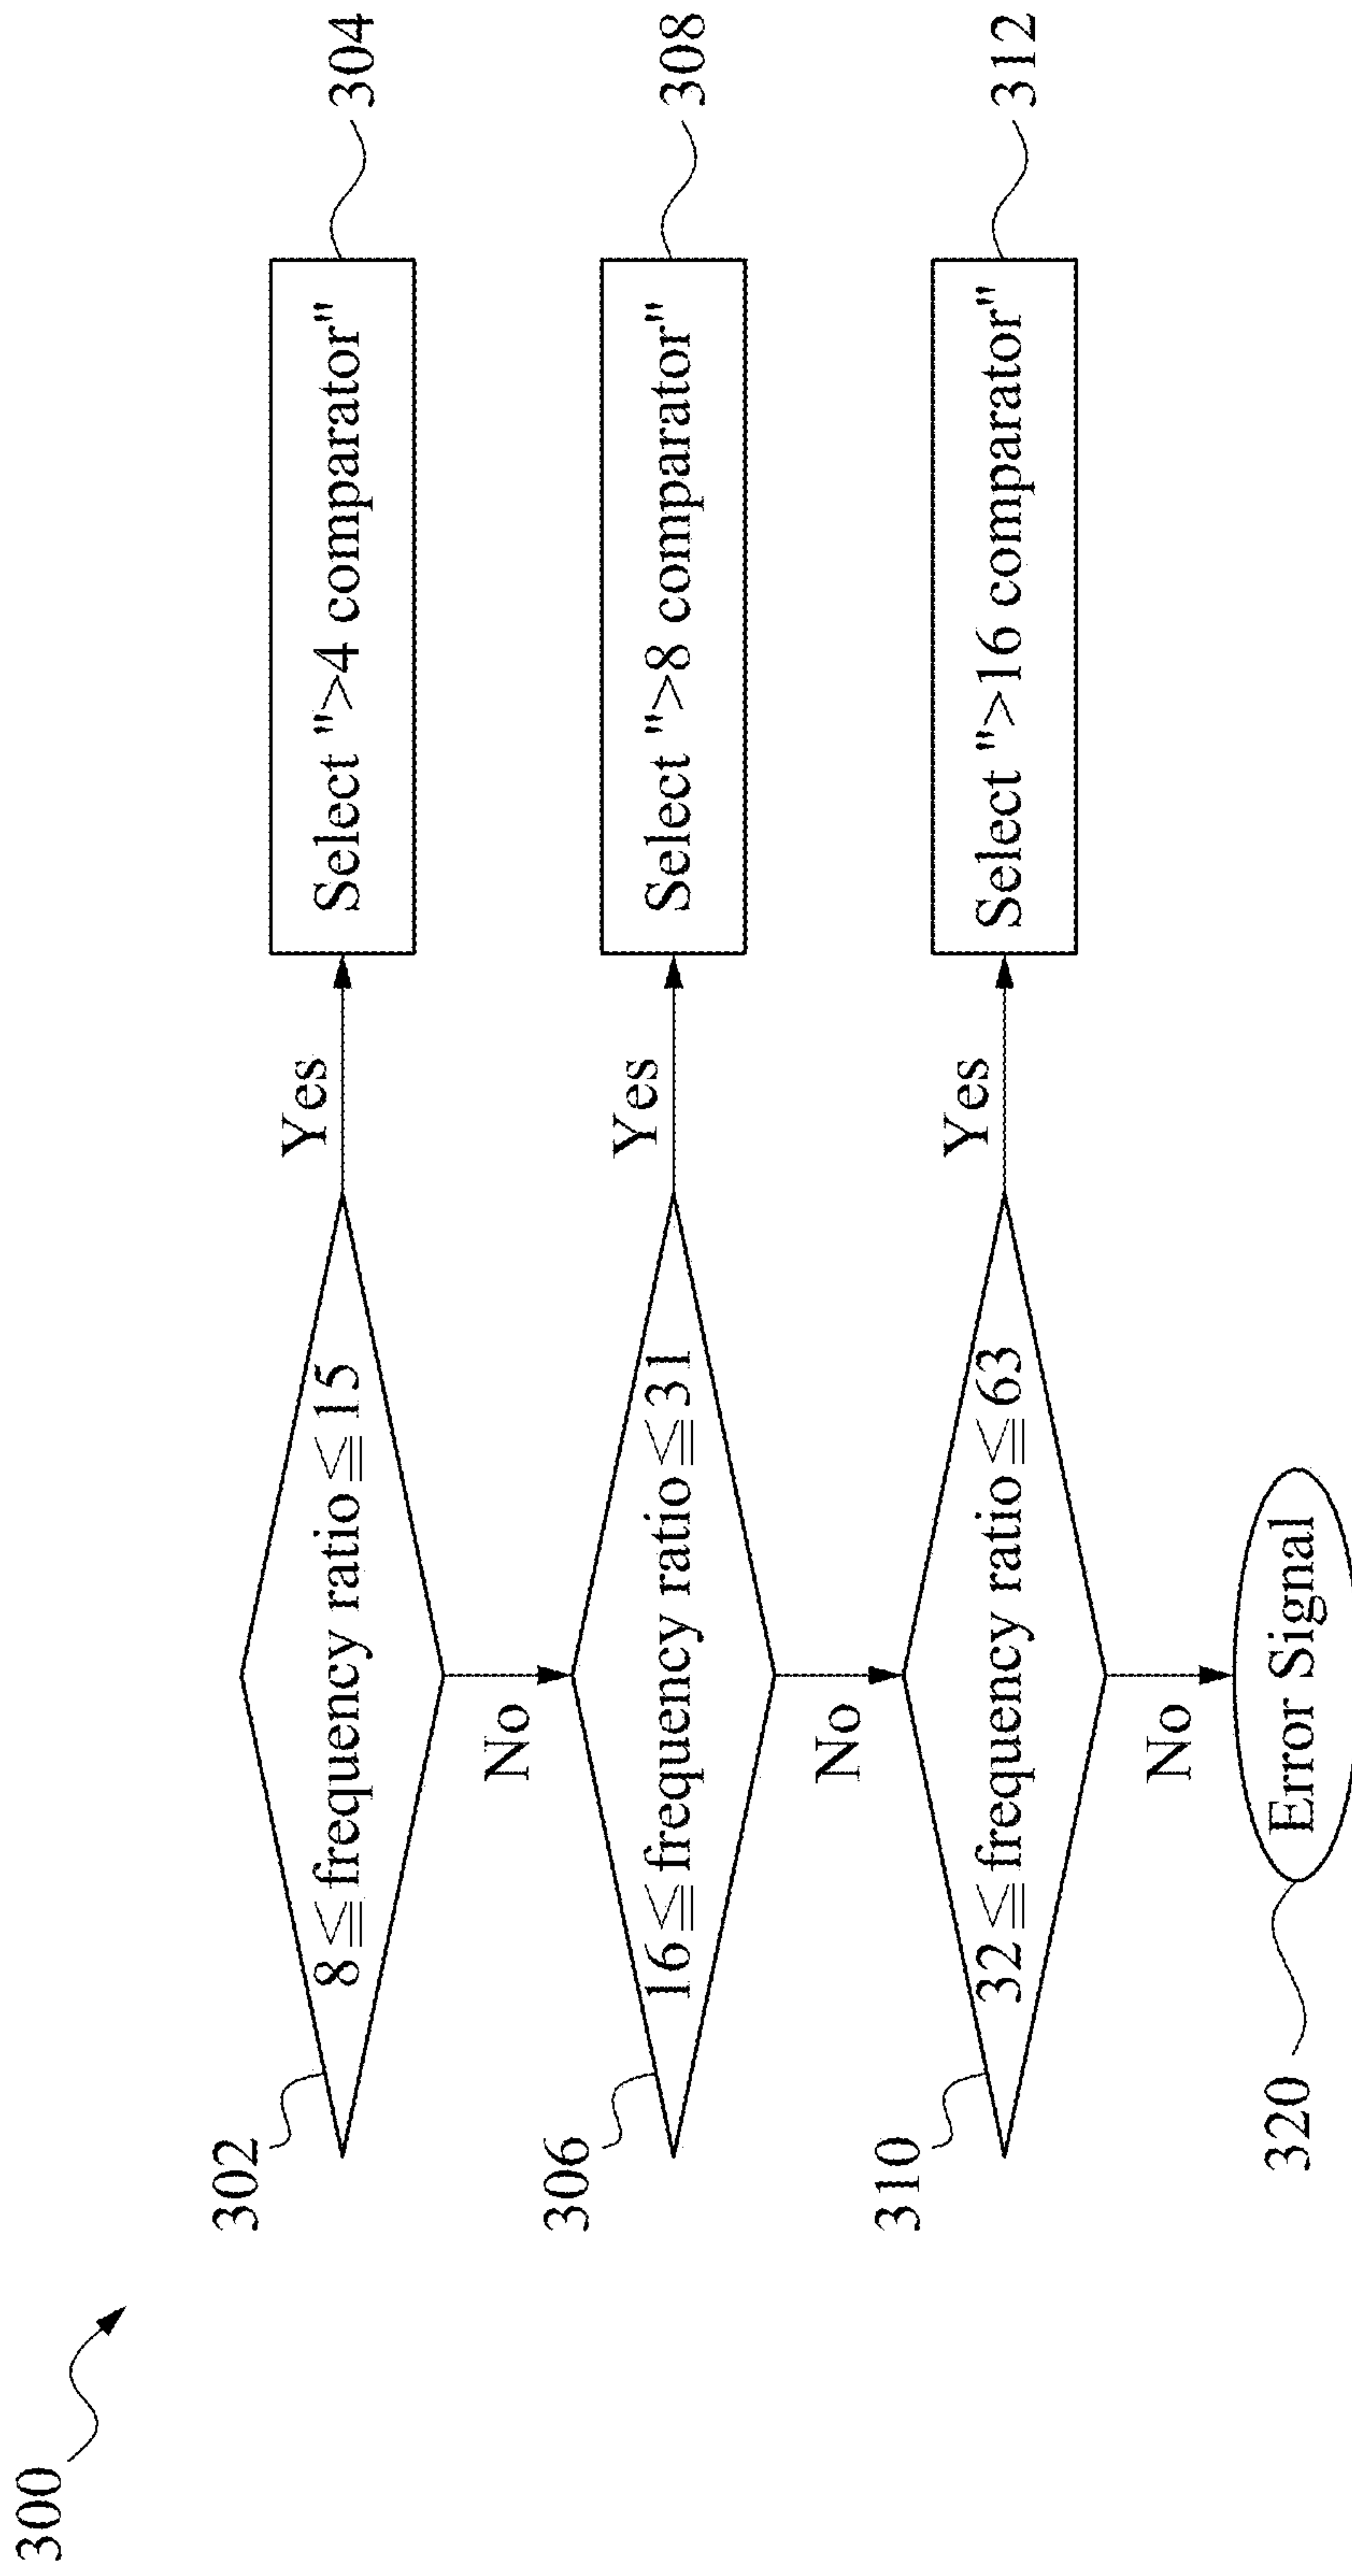 300
302
8≦frequency ratio≦15
Yes
Select ">4 comparator"
304
No
306
16≦frequency ratio≦31
Yes
Select ">8 comparator"
308
No
310
32≦frequency ratio≦63
Yes
Select ">16 comparator"
312
No
320
Error Signal